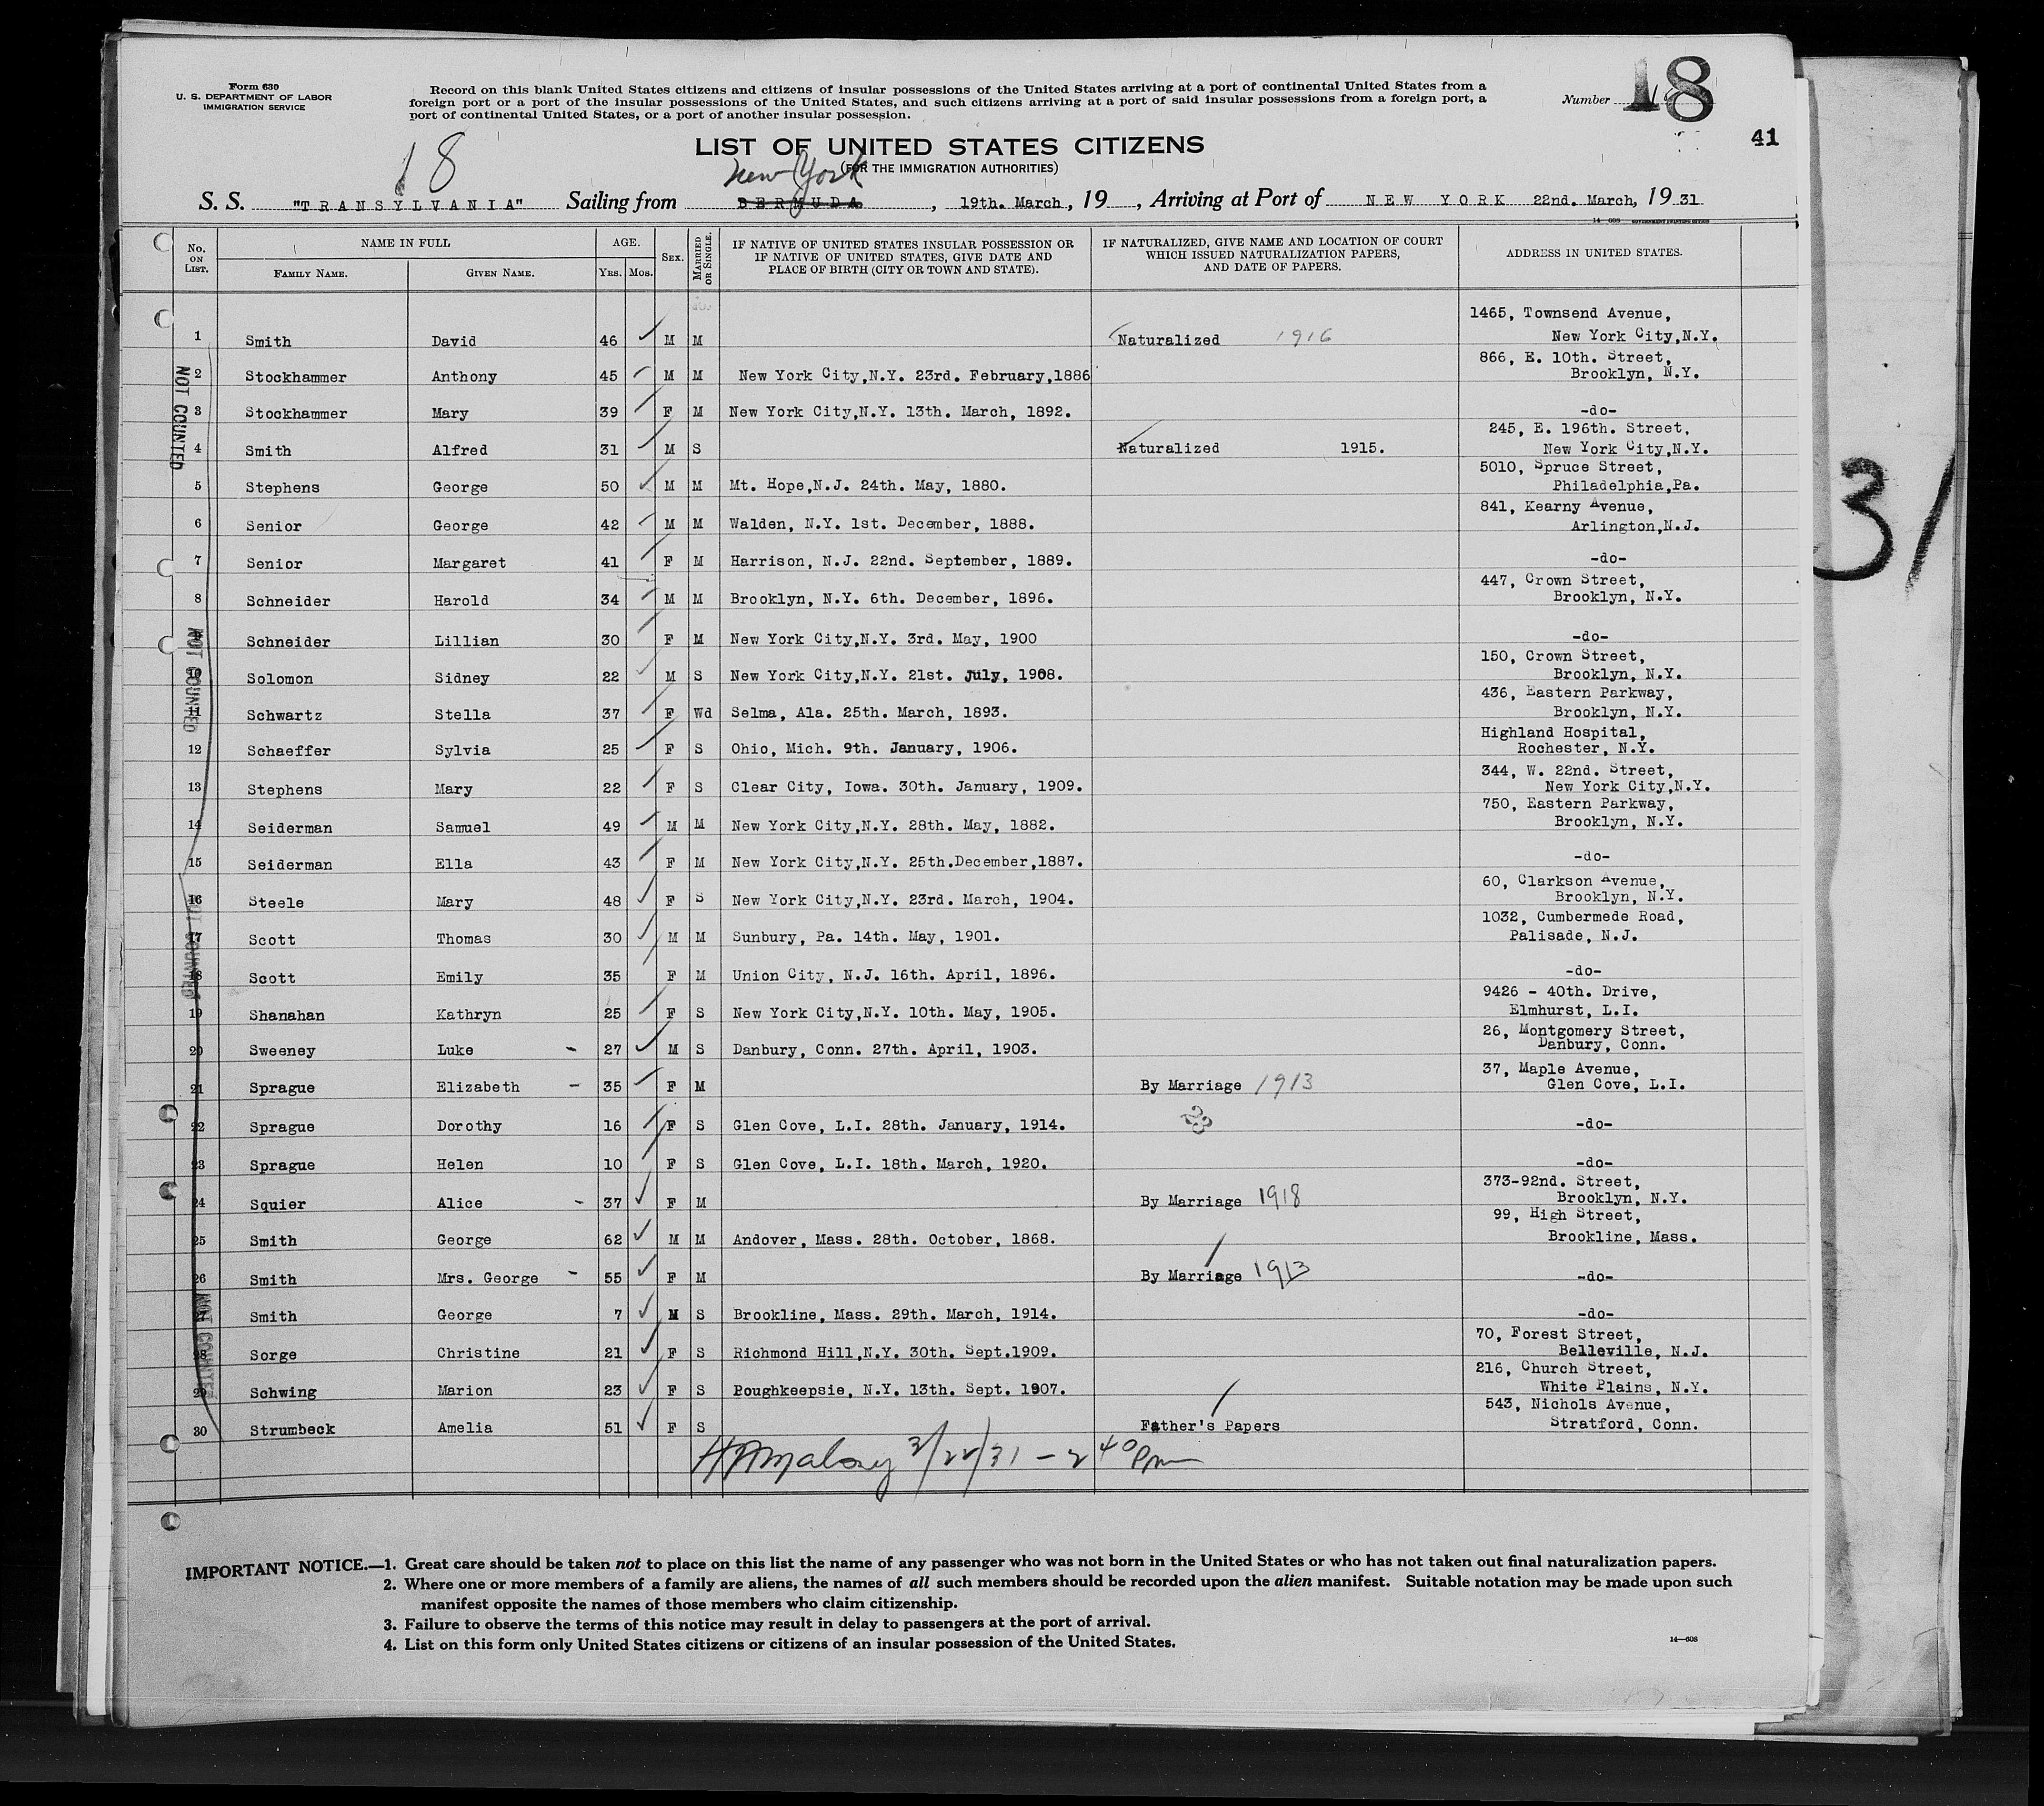 Form 630
U. S. DEPARTMENT OF LABOR
IMMIGRATION SERVICE
Record on this blank United States citizens and citizens of insular possessions of the United States arriving at a port of continental United States from a
foreign port or a port of the insular possessions of the United States, and such citizens arriving at a port of said insular possessions from a foreign port, a
port of continental United States, or a port of another insular possession.
Number 18
41
LIST OF UNITED STATES CITIZENS
(FOR THE IMMIGRATION AUTHORITIES)
18
New York
S. S. "TRANSYLVANIA" Sailing from BERMUDA, 19th. March, 19 , Arriving at Port of NEW YORK 22nd. March, 19 31
No. ON LIST. NAME IN FULL FAMILY NAME. GIVEN NAME. AGE. YRS. MOS. SEX. MARRIED OR SINGLE. IF NATIVE OF UNITED STATES INSULAR POSSESSION OR IF NATIVE OF UNITED STATES, GIVE DATE AND PLACE OF BIRTH (CITY OR TOWN AND STATE). IF NATURALIZED, GIVE NAME AND LOCATION OF COURT WHICH ISSUED NATURALIZATION PAPERS, AND DATE OF PAPERS. ADDRESS IN UNITED STATES.
1 Smith David 46 M M Naturalized 1916 1465, Townsend Avenue, New York City,N.Y.
2 Stockhammer Anthony 45 M M New York City,N.Y. 23rd. February,1886 866, E. 10th. Street, Brooklyn, N.Y.
3 Stockhammer Mary 39 F M New York City,N.Y. 13th. March, 1892. -do-
4 Smith Alfred 31 M S Naturalized 1915. 245, E. 196th. Street, New York City,N.Y.
5 Stephens George 50 M M Mt. Hope,N.J. 24th. May, 1880. 5010, Spruce Street, Philadelphia,Pa.
6 Senior George 42 M M Walden, N.Y. 1st. December, 1888. 841, Kearny Avenue, Arlington,N.J.
7 Senior Margaret 41 F M Harrison, N.J. 22nd. September, 1889. -do-
8 Schneider Harold 34 M M Brooklyn, N.Y. 6th. December, 1896. 447, Crown Street, Brooklyn, N.Y.
9 Schneider Lillian 30 F M New York City,N.Y. 3rd. May, 1900 -do-
10 Solomon Sidney 22 M S New York City,N.Y. 21st. July, 1908. 150, Crown Street, Brooklyn, N.Y.
11 Schwartz Stella 37 F Wd Selma, Ala. 25th. March, 1893. 436, Eastern Parkway, Brooklyn, N.Y.
12 Schaeffer Sylvia 25 F S Ohio, Mich. 9th. January, 1906. Highland Hospital, Rochester, N.Y.
13 Stephens Mary 22 F S Clear City, Iowa. 30th. January, 1909. 344, W. 22nd. Street, New York City,N.Y.
14 Seiderman Samuel 49 M M New York City,N.Y. 28th. May, 1882. 750, Eastern Parkway, Brooklyn, N.Y.
15 Seiderman Ella 43 F M New York City,N.Y. 25th.December,1887. -do-
16 Steele Mary 48 F S New York City,N.Y. 23rd. March, 1904. 60, Clarkson Avenue, Brooklyn, N.Y.
17 Scott Thomas 30 M M Sunbury, Pa. 14th. May, 1901. 1032, Cumbermede Road, Palisade, N.J.
18 Scott Emily 35 F M Union City, N.J. 16th. April, 1896. -do-
19 Shanahan Kathryn 25 F S New York City,N.Y. 10th. May, 1905. 9426 - 40th. Drive, Elmhurst, L.I.
20 Sweeney Luke - 27 M S Danbury, Conn. 27th. April, 1903. 26, Montgomery Street, Danbury, Conn.
21 Sprague Elizabeth - 35 F M By Marriage 1913 37, Maple Avenue, Glen Cove, L.I.
22 Sprague Dorothy 16 F S Glen Cove, L.I. 28th. January, 1914. 23 -do-
23 Sprague Helen 10 F S Glen Cove, L.I. 18th. March, 1920. -do-
24 Squier Alice - 37 F M By Marriage 1918 373-92nd. Street, Brooklyn, N.Y.
25 Smith George 62 M M Andover, Mass. 28th. October, 1868. 99, High Street, Brookline, Mass.
26 Smith Mrs. George - 55 F M By Marriage 1913 -do-
27 Smith George 7 M S Brookline, Mass. 29th. March, 1914. -do-
28 Sorge Christine 21 F S Richmond Hill,N.Y. 30th. Sept.1909. 70, Forest Street, Belleville, N.J.
29 Schwing Marion 23 F S Poughkeepsie, N.Y. 13th. Sept. 1907. 216, Church Street, White Plains, N.Y.
30 Strumbeck Amelia 51 F S Father's Papers 543, Nichols Avenue, Stratford, Conn.
NOT COUNTED
NOT COUNTED
NOT COUNTED
NOT COUNTED
Maloney 3/22/31 - 2 40 Pm
31
IMPORTANT NOTICE.—1. Great care should be taken not to place on this list the name of any passenger who was not born in the United States or who has not taken out final naturalization papers.
2. Where one or more members of a family are aliens, the names of all such members should be recorded upon the alien manifest. Suitable notation may be made upon such
manifest opposite the names of those members who claim citizenship.
3. Failure to observe the terms of this notice may result in delay to passengers at the port of arrival.
4. List on this form only United States citizens or citizens of an insular possession of the United States.
14—608